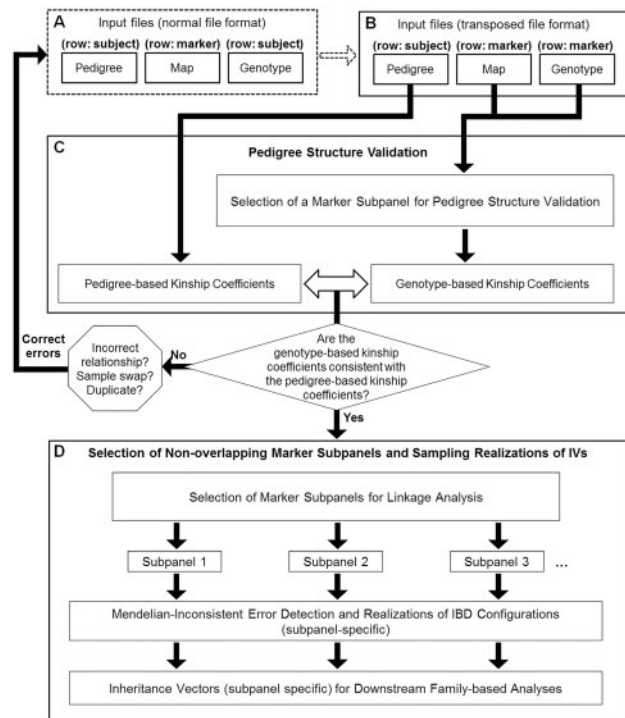 A
Input files (normal file format)
(row: subject) (row: marker) (row: subject)
Pedigree Map Genotype
B
Input files (transposed file format)
(row: subject) (row: marker) (row: marker)
Pedigree Map Genotype
C
Pedigree Structure Validation
Selection of a Marker Subpanel for Pedigree Structure Validation
Pedigree-based Kinship Coefficients
Genotype-based Kinship Coefficients
Correct
errors
Incorrect
relationship?
Sample swap?
Duplicate?
No
Are the
genotype-based kinship
coefficients consistent with
the pedigree-based kinship
coefficients?
Yes
D
Selection of Non-overlapping Marker Subpanels and Sampling Realizations of IVs
Selection of Marker Subpanels for Linkage Analysis
Subpanel 1 Subpanel 2 Subpanel 3 ...
Mendelian-Inconsistent Error Detection and Realizations of IBD Configurations
(subpanel-specific)
Inheritance Vectors (subpanel specific) for Downstream Family-based Analyses